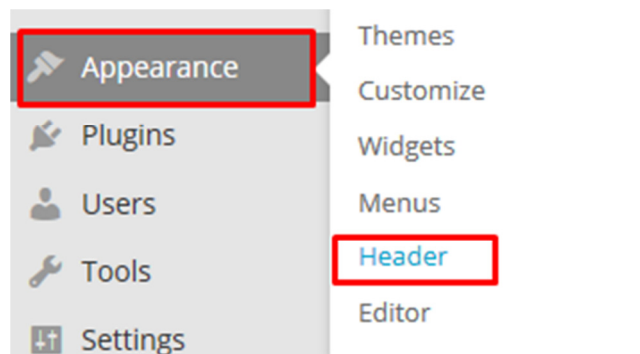 Appearance
Plugins
Users
Tools
Settings
Themes
Customize
Widgets
Menus
Header
Editor